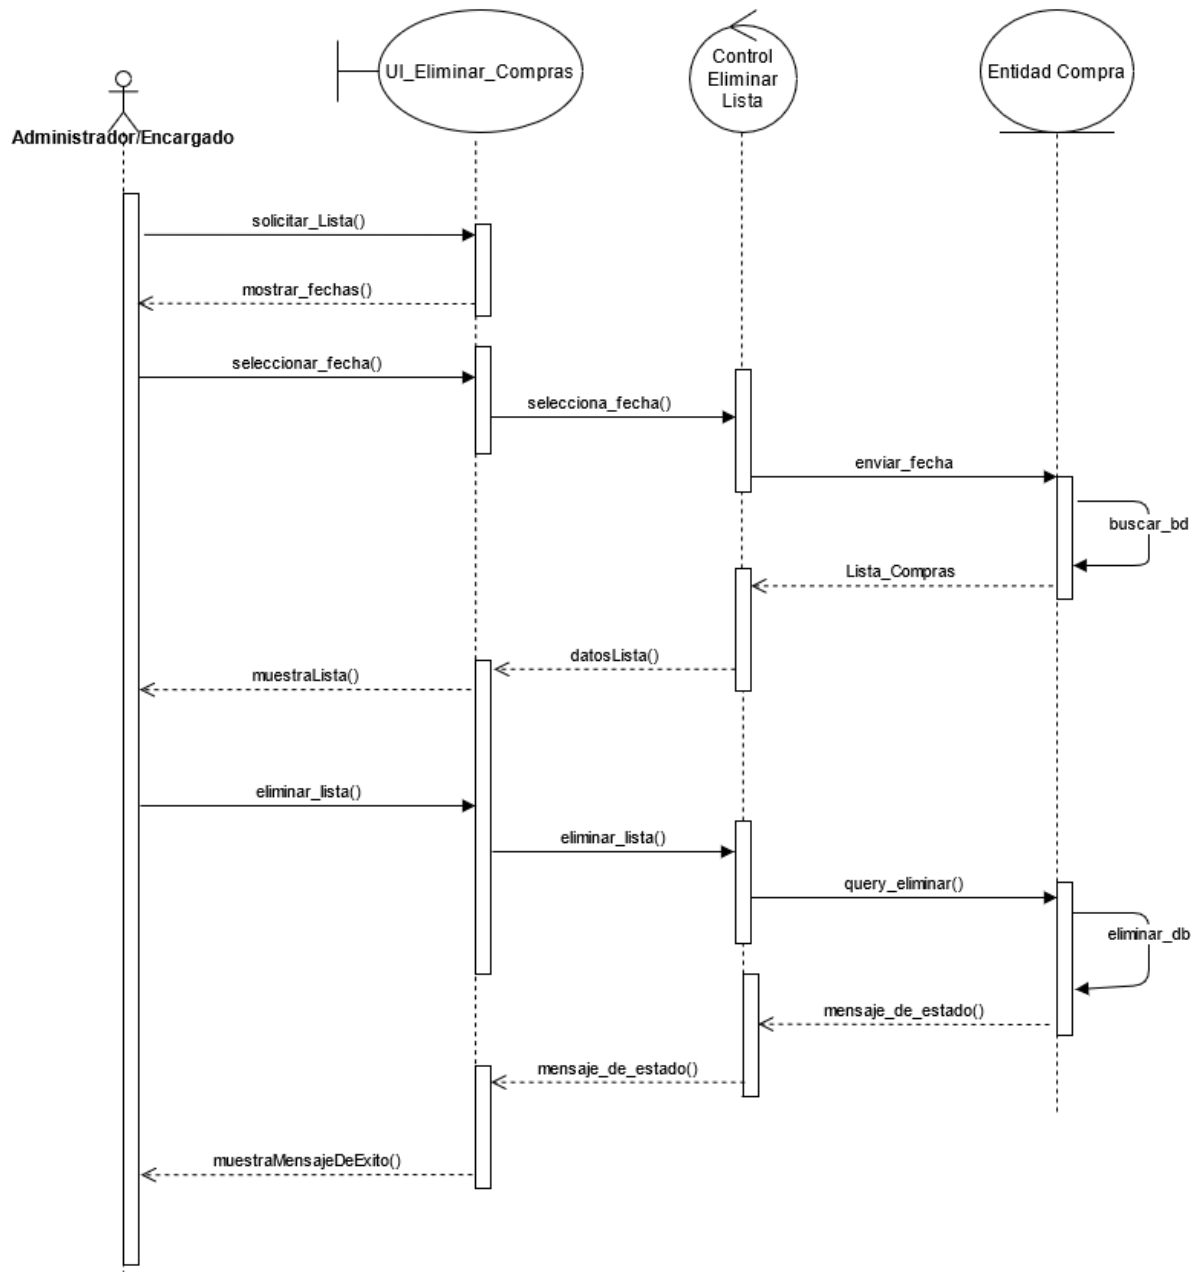 UI_Eliminar_Compras
Control
Eliminar
Lista
Entidad Compra
Administrador/Encargado
solicitar_Lista()
mostrar_fechas()
seleccionar_fecha()
selecciona_fecha()
enviar_fecha
buscar_bd
Lista_Compras
datosLista()
muestraLista()
eliminar_lista()
eliminar_lista()
query_eliminar()
eliminar_db
mensaje_de_estado()
mensaje_de_estado()
muestraMensajeDeExito()